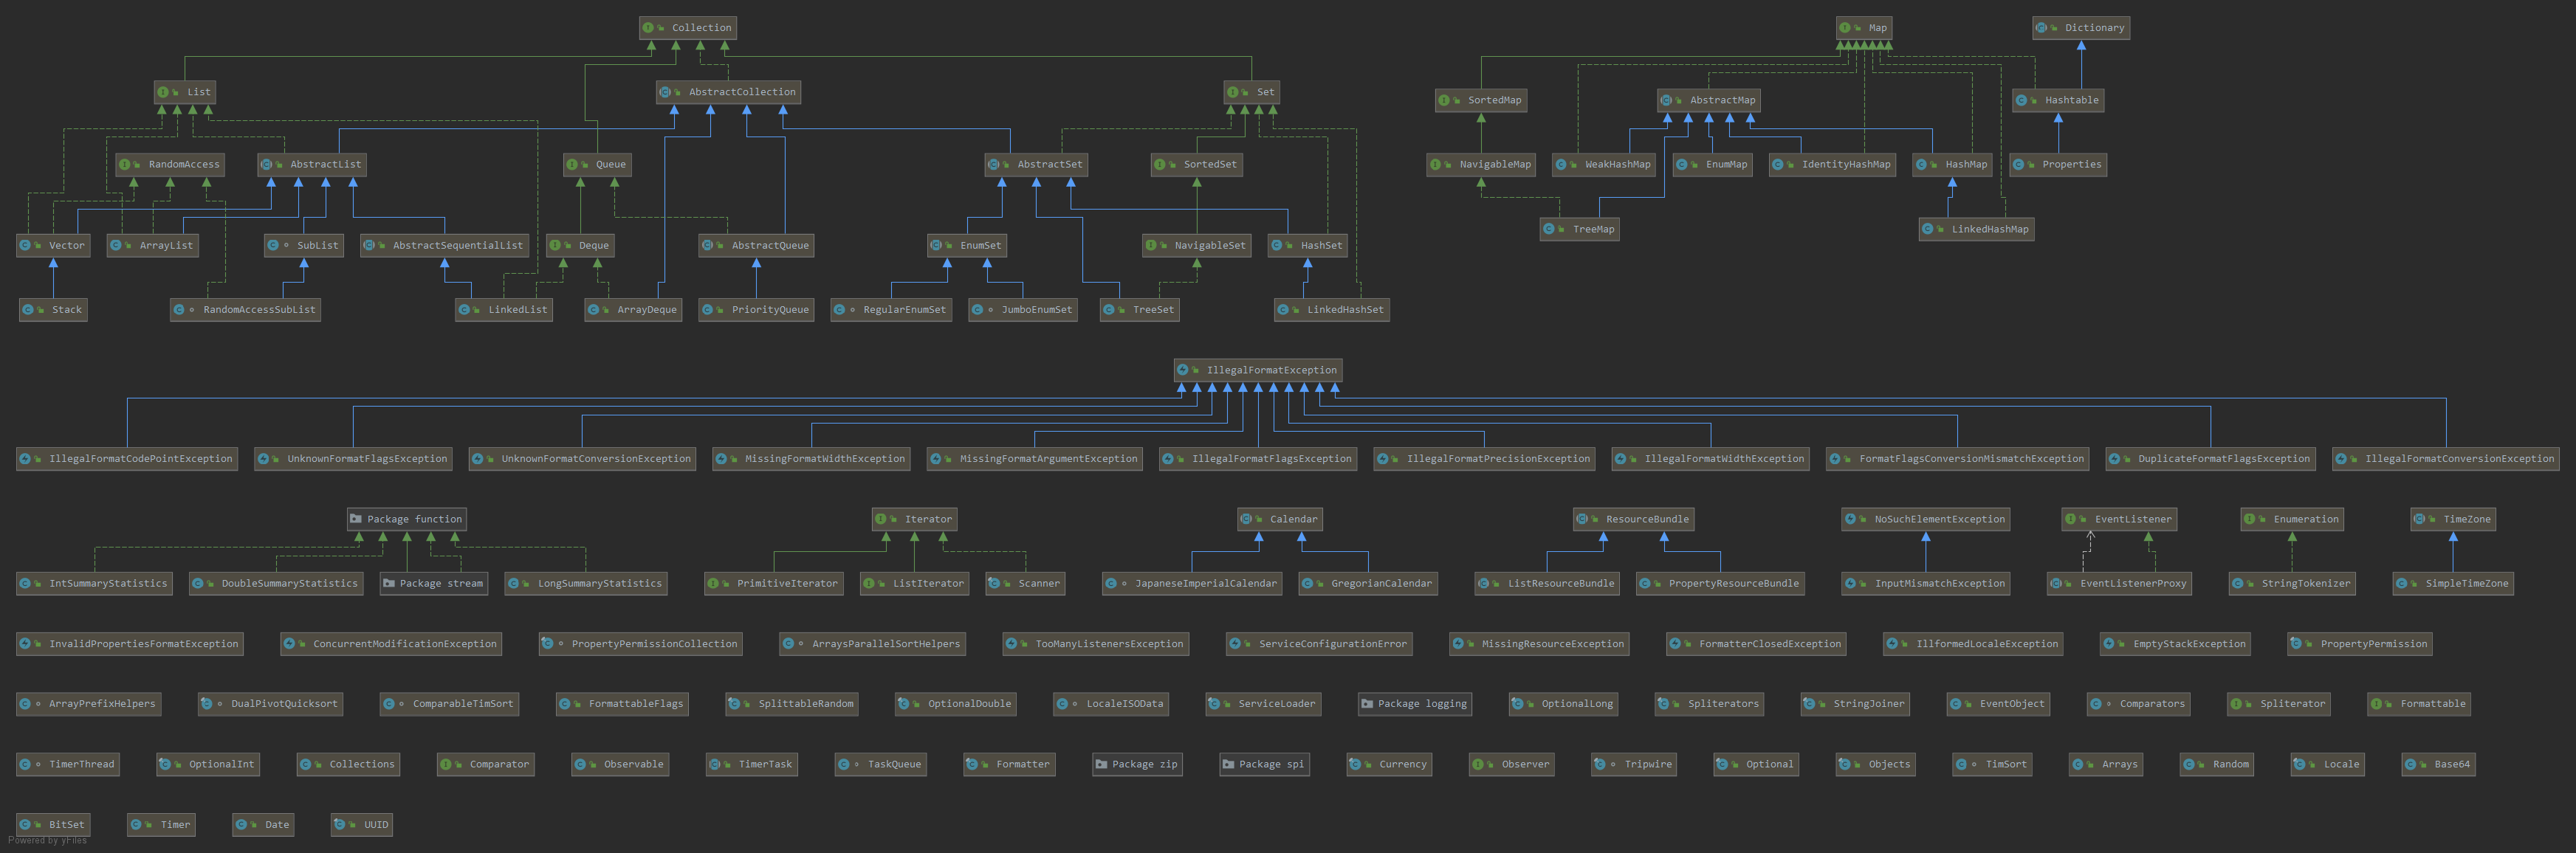 Collection
Map
Dictionary
List
AbstractCollection
Set
SortedMap
AbstractMap
Hashtable
RandomAccess
AbstractList
Queue
AbstractSet
SortedSet
NavigableMap
WeakHashMap
EnumMap
IdentityHashMap
HashMap
Properties
Vector
ArrayList
SubList
AbstractSequentialList
Deque
AbstractQueue
EnumSet
NavigableSet
HashSet
TreeMap
LinkedHashMap
Stack
RandomAccessSubList
LinkedList
ArrayDeque
PriorityQueue
RegularEnumSet
JumboEnumSet
TreeSet
LinkedHashSet
IllegalFormatException
IllegalFormatCodePointException
UnknownFormatFlagsException
UnknownFormatConversionException
MissingFormatWidthException
MissingFormatArgumentException
IllegalFormatFlagsException
IllegalFormatPrecisionException
IllegalFormatWidthException
FormatFlagsConversionMismatchException
DuplicateFormatFlagsException
IllegalFormatConversionException
Package function
Iterator
Calendar
ResourceBundle
NoSuchElementException
EventListener
Enumeration
TimeZone
IntSummaryStatistics
DoubleSummaryStatistics
Package stream
LongSummaryStatistics
PrimitiveIterator
ListIterator
Scanner
JapaneseImperialCalendar
GregorianCalendar
ListResourceBundle
PropertyResourceBundle
InputMismatchException
EventListenerProxy
StringTokenizer
SimpleTimeZone
InvalidPropertiesFormatException
ConcurrentModificationException
PropertyPermissionCollection
ArraysParallelSortHelpers
TooManyListenersException
ServiceConfigurationError
MissingResourceException
FormatterClosedException
IllformedLocaleException
EmptyStackException
PropertyPermission
ArrayPrefixHelpers
DualPivotQuicksort
ComparableTimSort
FormattableFlags
SplittableRandom
OptionalDouble
LocaleISOData
ServiceLoader
Package logging
OptionalLong
Spliterators
StringJoiner
EventObject
Comparators
Spliterator
Formattable
TimerThread
OptionalInt
Collections
Comparator
Observable
TimerTask
TaskQueue
Formatter
Package zip
Package spi
Currency
Observer
Tripwire
Optional
Objects
TimSort
Arrays
Random
Locale
Base64
BitSet
Timer
Date
UUID
Powered by yFiles